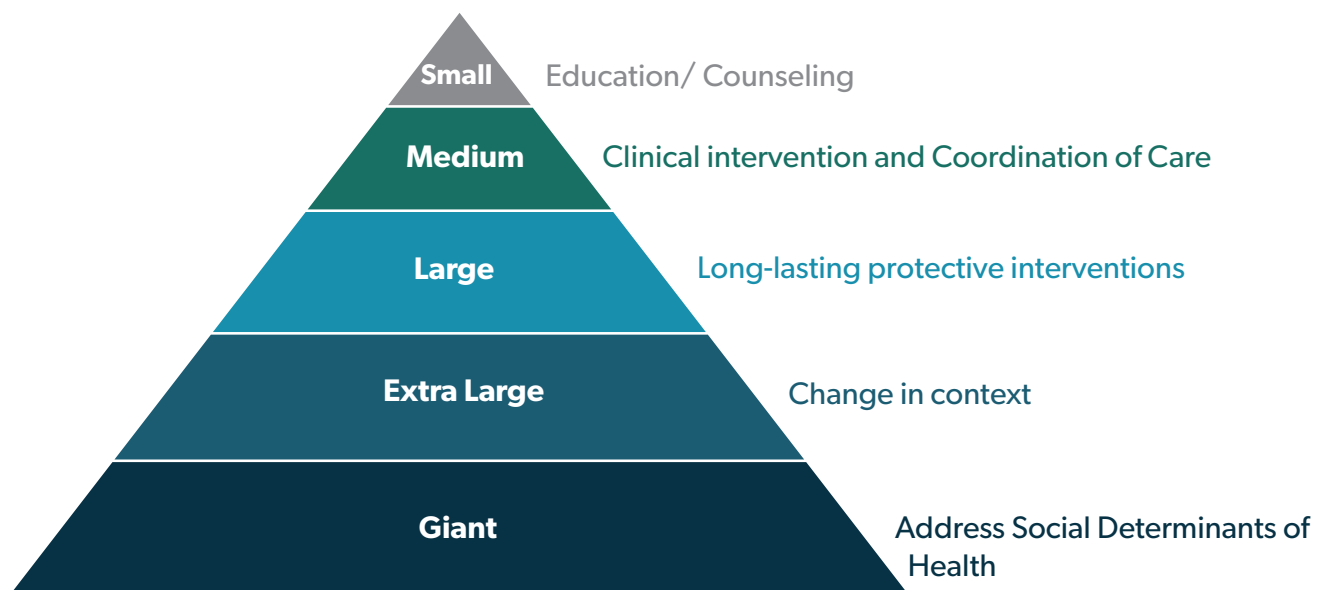 Small
Education/ Counseling
Medium
Clinical intervention and Coordination of Care
Large
Long-lasting protective interventions
Extra Large
Change in context
Giant
Address Social Determinants of
Health